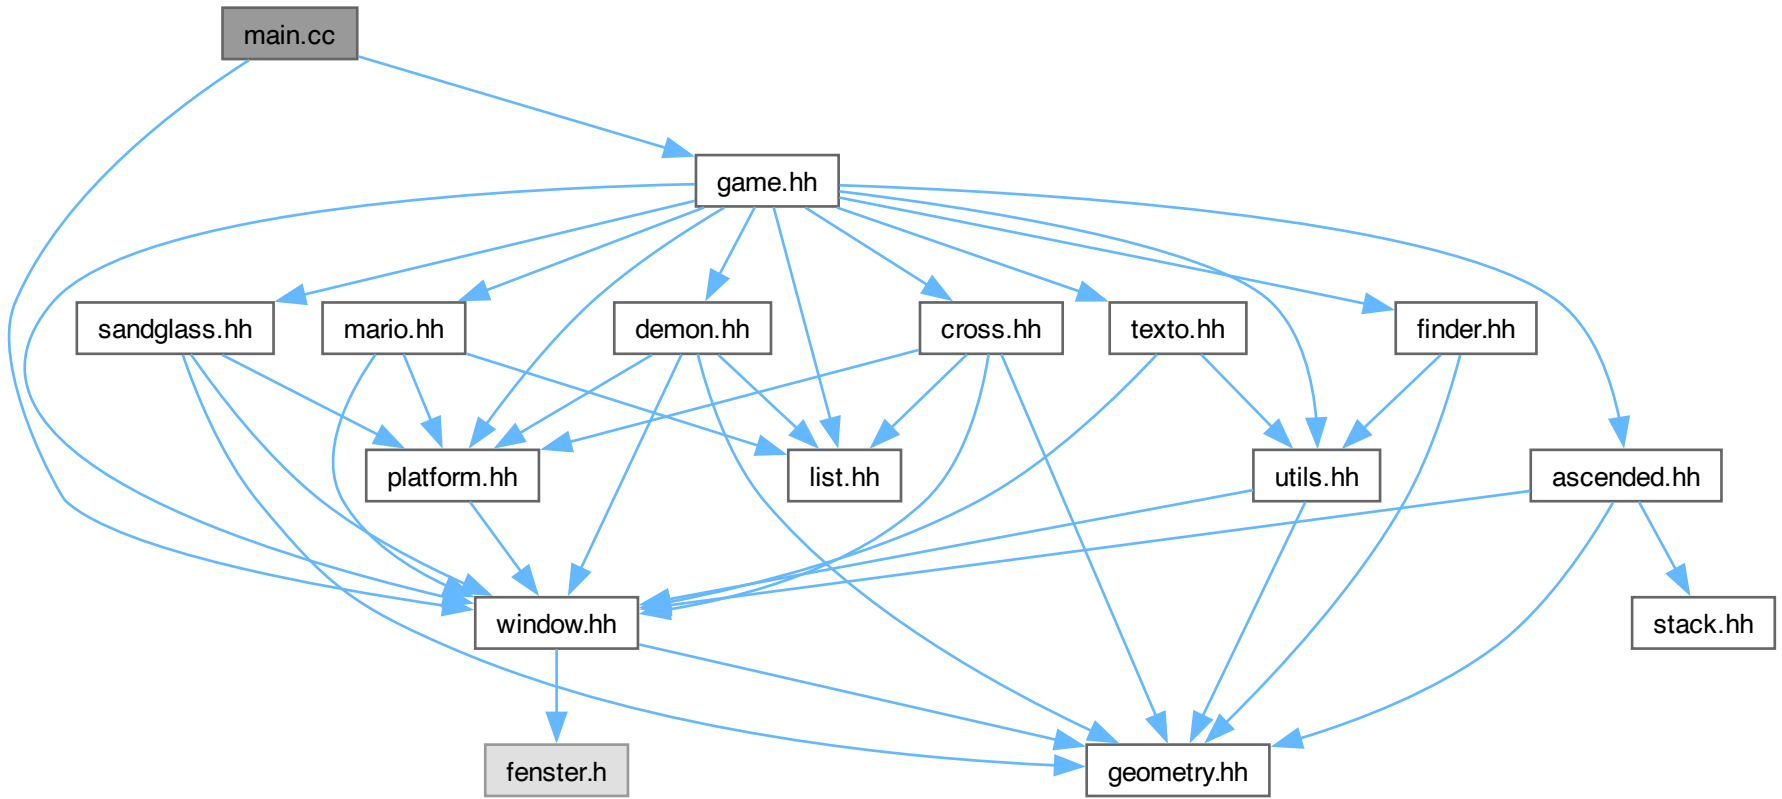 main.cc
game.hh
sandglass.hh
mario.hh
demon.hh
cross.hh
texto.hh
finder.hh
platform.hh
list.hh
utils.hh
ascended.hh
window.hh
stack.hh
fenster.h
geometry.hh